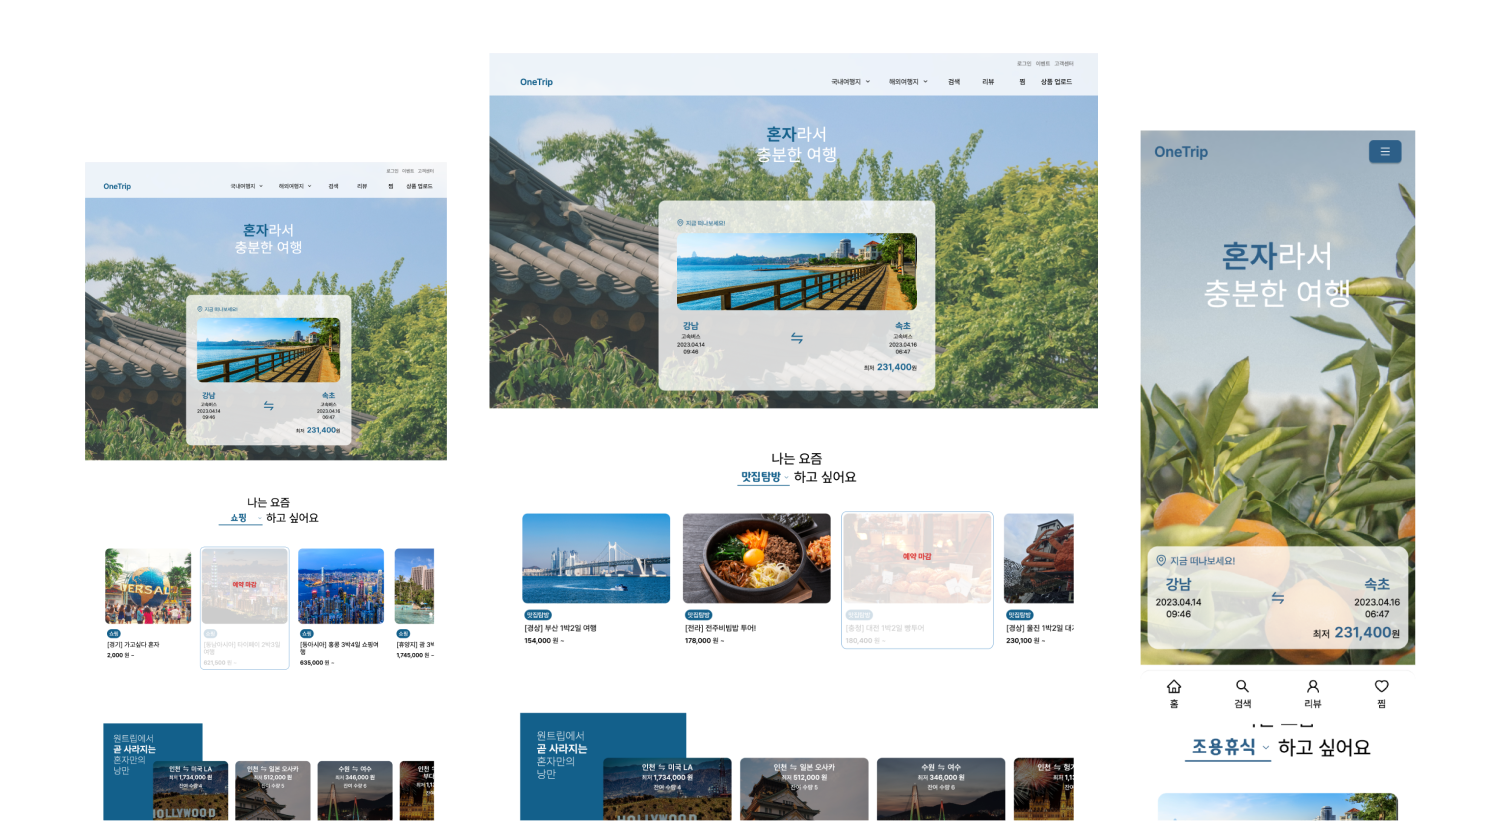 로그인 이벤트 고객센터
OneTrip
국내여행지 해외여행지 검색 리뷰 찜 상품 업로드
혼자라서
충분한 여행
지금 떠나보세요!
강남 속초
고속버스 고속버스
2023.04.14 2023.04.16
09:46 06:47
최저 231,400원
나는 요즘
쇼핑 하고 싶어요
VERSAL
예약 마감
쇼핑 쇼핑 쇼핑
[경기] 가고싶다 혼자
2,000 원 ~
[동남아시아] 타이페이 2박3일 여행
821,900 원 ~
[동아시아] 홍콩 3박4일 쇼핑여행
635,000 원 ~
[휴양지] 괌 3박
1,745,000 원 ~
원트립에서
곧 사라지는
혼자만의
낭만
인천 ⇋ 미국 LA
최저 1,734,000 원
잔여 수량 4
HOLLYWOOD
인천 ⇋ 일본 오사카
최저 512,000 원
잔여 수량 5
수원 ⇋ 여수
최저 346,000 원
잔여 수량 6
인천 ⇋
로그인 이벤트 고객센터
OneTrip
국내여행지 해외여행지 검색 리뷰 찜 상품 업로드
혼자라서
충분한 여행
지금 떠나보세요!
강남 속초
고속버스 고속버스
2023.04.14 2023.04.16
09:46 06:47
최저 231,400원
나는 요즘
맛집탐방 하고 싶어요
예약 마감
맛집탐방 맛집탐방 맛집탐방 맛집탐방
[경상] 부산 1박2일 여행
154,000 원 ~
[전라] 전주비빔밥 투어!
178,000 원 ~
[충청] 대전 1박2일 빵투어
180,400 원 ~
[경상] 울진 1박2일 대
230,100 원 ~
원트립에서
곧 사라지는
혼자만의
낭만
인천 ⇋ 미국 LA
최저 1,734,000 원
잔여 수량 4
HOLLYWOOD
인천 ⇋ 일본 오사카
최저 512,000 원
잔여 수량 5
수원 ⇋ 여수
최저 346,000 원
잔여 수량 6
인천 ⇋
OneTrip
혼자라서
충분한 여행
지금 떠나보세요!
강남 속초
2023.04.14 2023.04.16
09:46 06:47
최저 231,400원
홈 검색 리뷰 찜
조용휴식 하고 싶어요